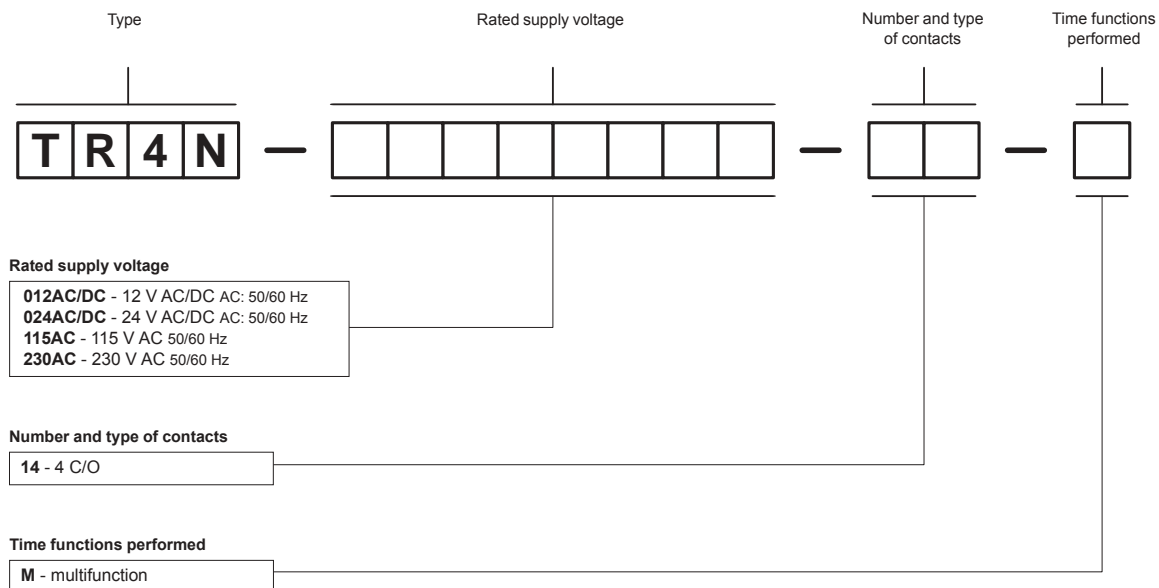 Type
Rated supply voltage
Number and type
of contacts
Time functions
performed
TR4N – –  –
Rated supply voltage
012AC/DC - 12 V AC/DC AC: 50/60 Hz
024AC/DC - 24 V AC/DC AC: 50/60 Hz
115AC - 115 V AC 50/60 Hz
230AC - 230 V AC 50/60 Hz
Number and type of contacts
14 - 4 C/O
Time functions performed
M - multifunction